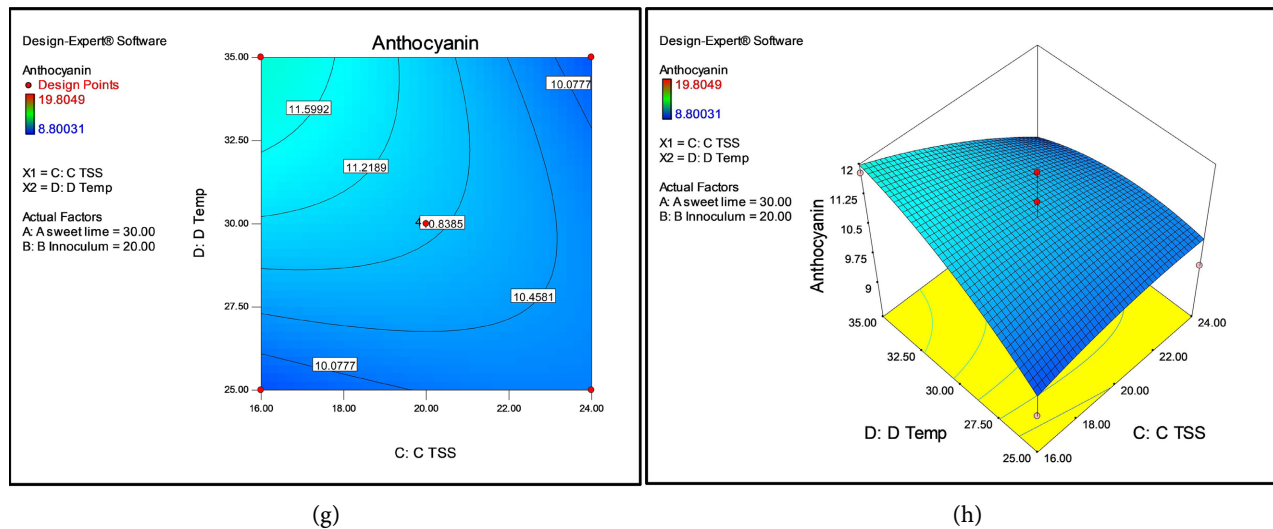 Design-Expert® Software
Anthocyanin
Design Points
19.8049
8.80031
X1 = C: C TSS
X2 = D: D Temp
Actual Factors
A: A sweet lime = 30.00
B: B Innoculum = 20.00
Anthocyanin
35.00
32.50
30.00
27.50
25.00
D: D Temp
16.00 18.00 20.00 22.00 24.00
C: C TSS
10.0777
11.5992
11.2189
4 10.8385
10.4581
10.0777
(g)
Design-Expert® Software
Anthocyanin
19.8049
8.80031
X1 = C: C TSS
X2 = D: D Temp
Actual Factors
A: A sweet lime = 30.00
B: B Innoculum = 20.00
12
11.25
10.5
9.75
9
Anthocyanin
35.00
32.50
30.00
27.50
25.00
D: D Temp
24.00
22.00
20.00
18.00
16.00
C: C TSS
(h)